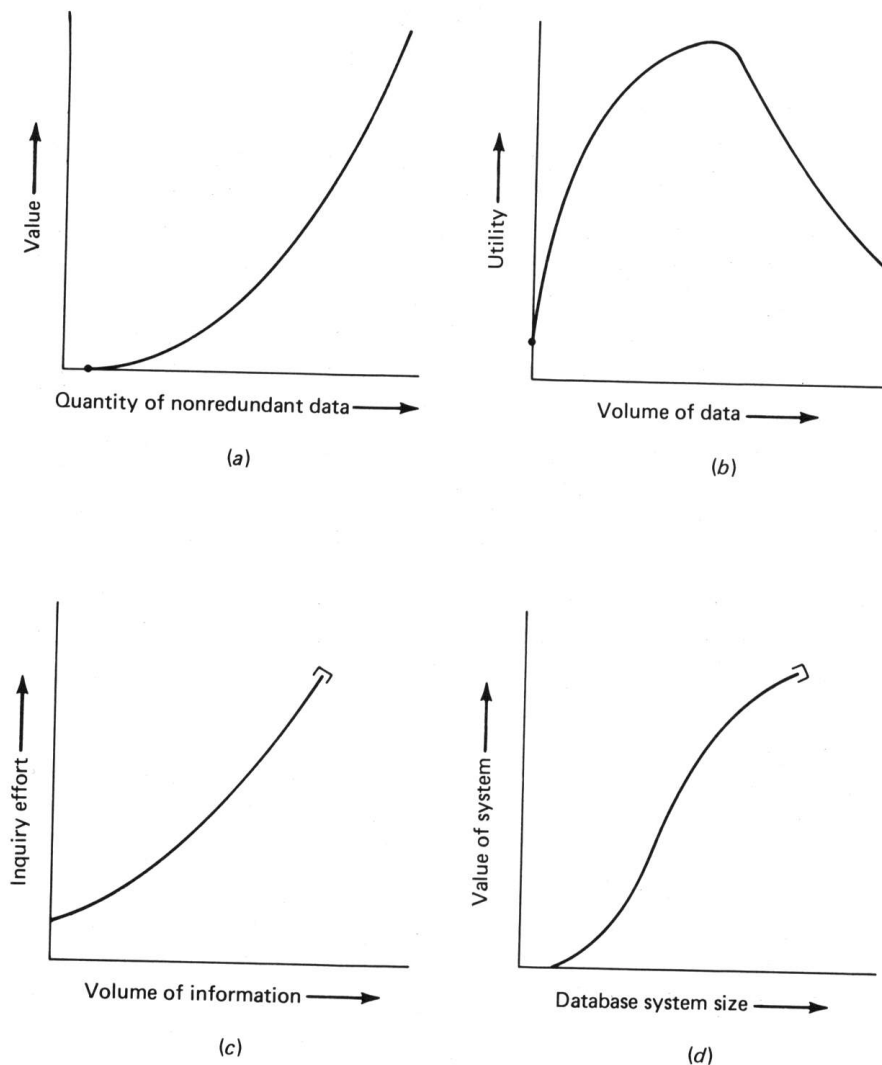 Value
Quantity of nonredundant data
(a)
Utility
Volume of data
(b)
Inquiry effort
Volume of information
(c)
Value of system
Database system size
(d)